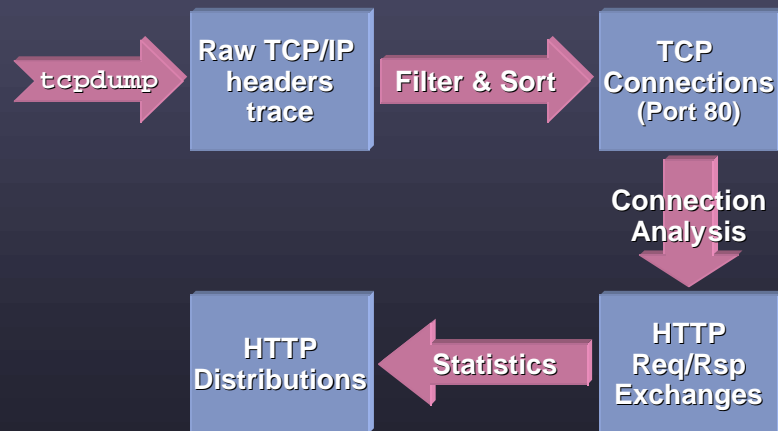 tcpdump
Raw TCP/IP
headers
trace
Filter & Sort
TCP
Connections
(Port 80)
Connection
Analysis
HTTP
Req/Rsp
Exchanges
Statistics
HTTP
Distributions